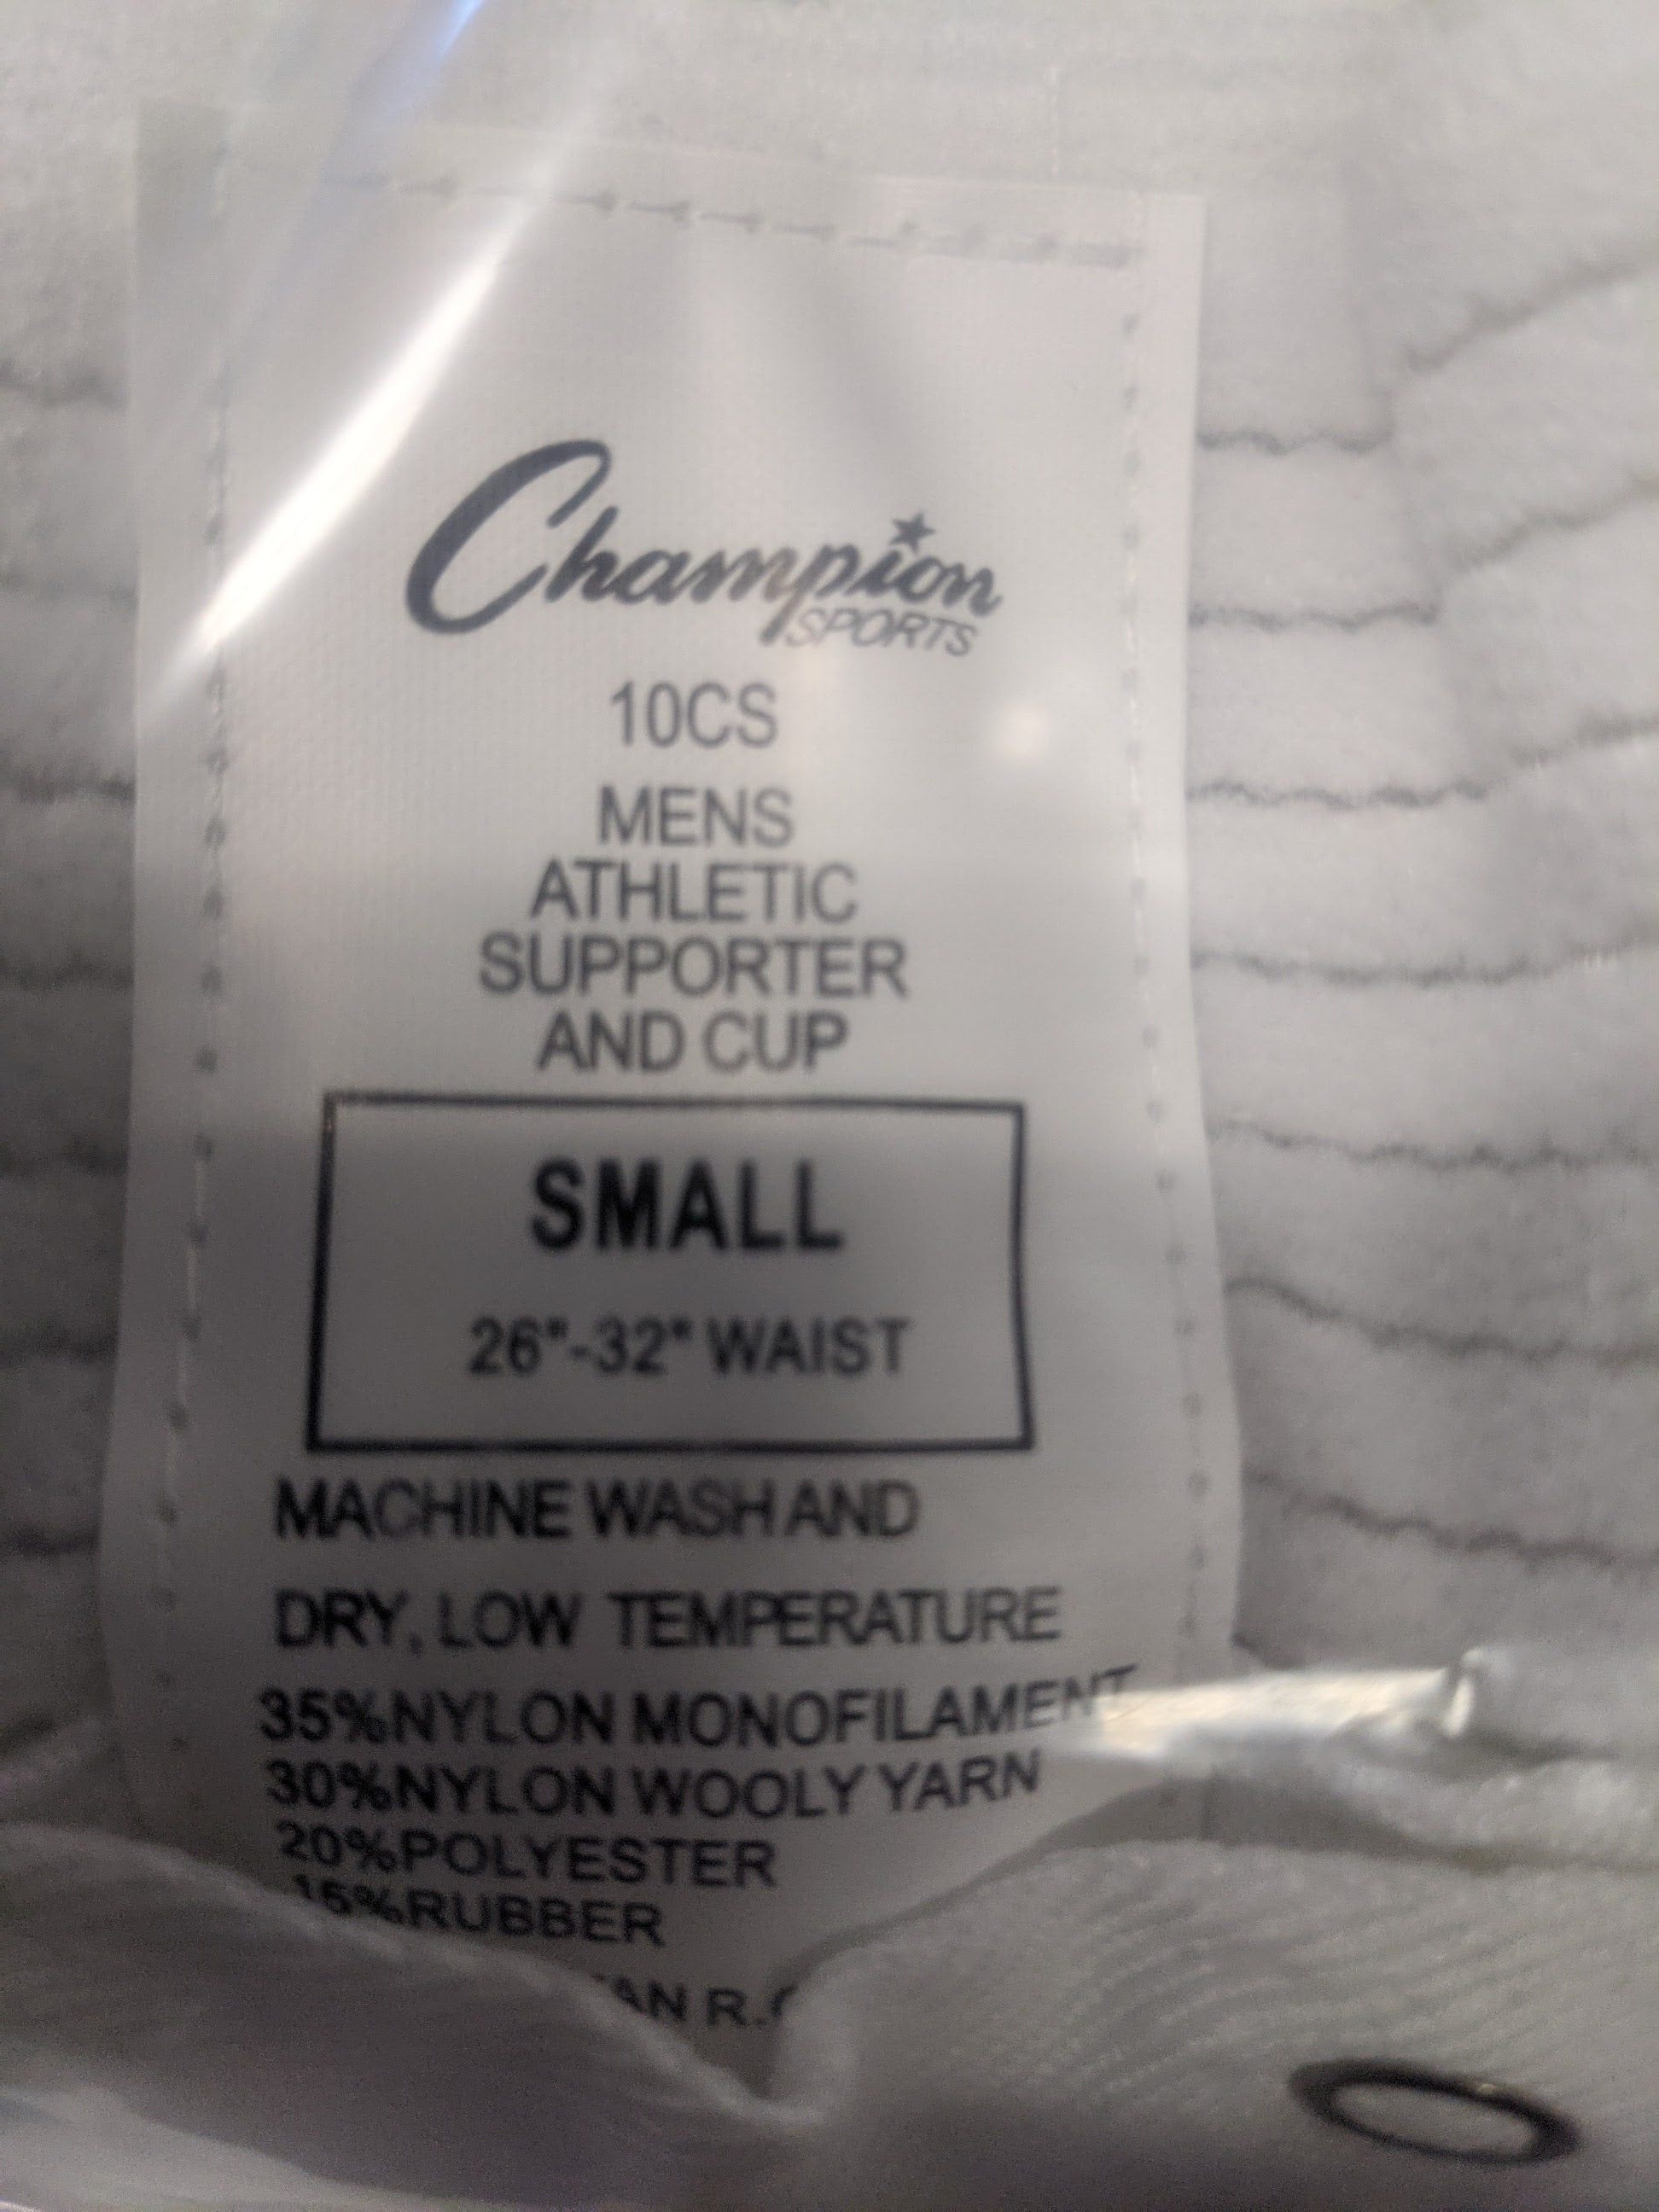 Champion
SPORTS
10CS
MENS
ATHLETIC
SUPPORTER
AND CUP
SMALL
26"-32" WAIST
MACHINE WASH AND
DRY, LOW TEMPERATURE
35%NYLON MONOFILAMENT
30%NYLON WOOLY YARN
20%POLYESTER
15%RUBBER
R.